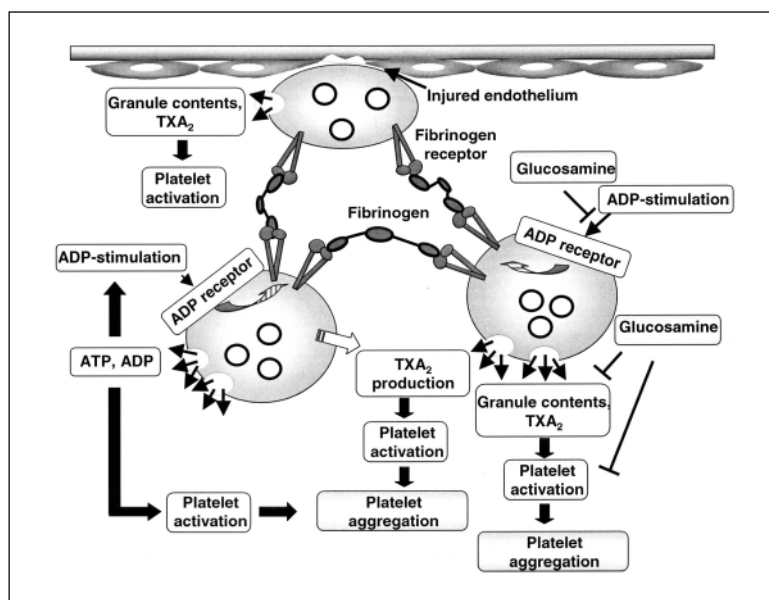 Injured endothelium
Granule contents,
TXA₂
Platelet
activation
Fibrinogen
receptor
Glucosamine
ADP-stimulation
ADP receptor
Fibrinogen
ADP-stimulation
ADP receptor
ATP, ADP
Glucosamine
TXA₂
production
Granule contents,
TXA₂
Platelet
activation
Platelet
activation
Platelet
activation
Platelet
aggregation
Platelet
aggregation